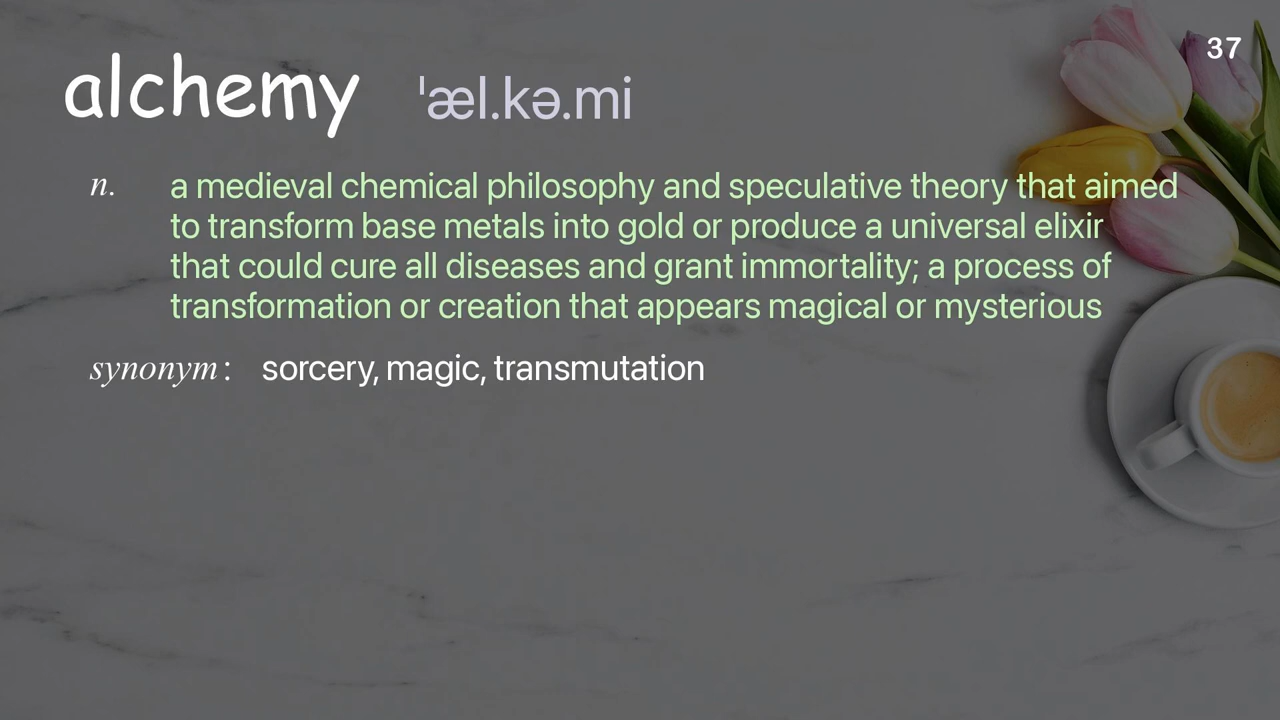 37
alchemy ˈæl.kə.mi
n. a medieval chemical philosophy and speculative theory that aimed
to transform base metals into gold or produce a universal elixir
that could cure all diseases and grant immortality; a process of
transformation or creation that appears magical or mysterious
synonym: sorcery, magic, transmutation